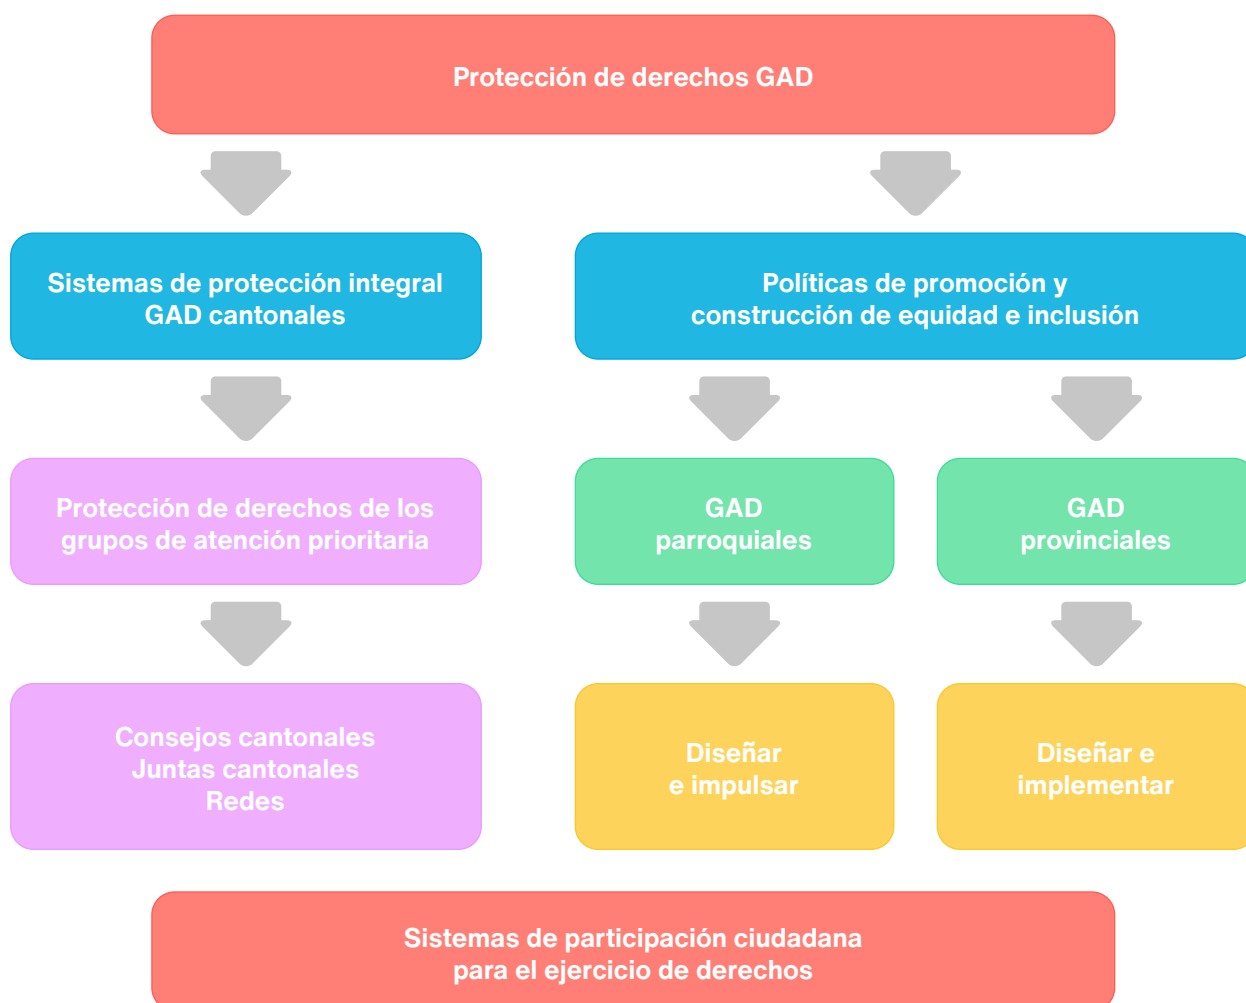 Protección de derechos GAD
Sistemas de protección integral
GAD cantonales
Políticas de promoción y
construcción de equidad e inclusión
Protección de derechos de los
grupos de atención prioritaria
GAD
parroquiales
GAD
provinciales
Consejos cantonales
Juntas cantonales
Redes
Diseñar
e impulsar
Diseñar e
implementar
Sistemas de participación ciudadana
para el ejercicio de derechos